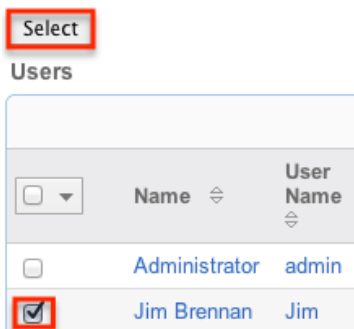 Select
Users
Name User Name
Administrator admin
Jim Brennan Jim